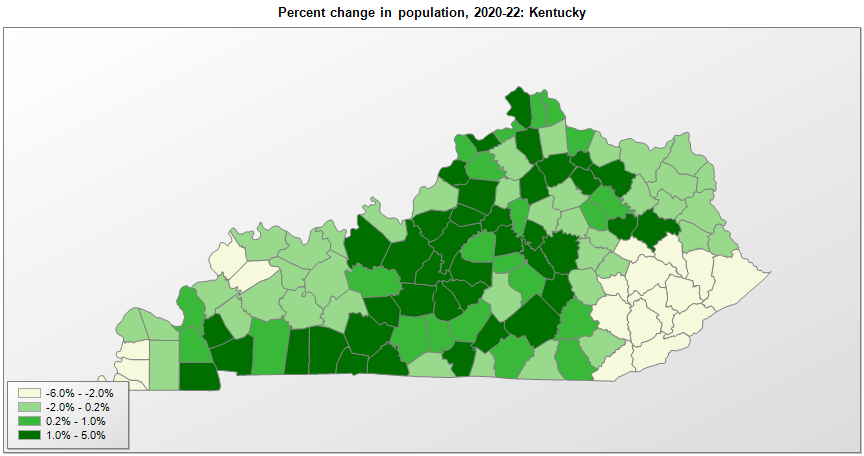 Percent change in population, 2020-22: Kentucky
-6.0% - -2.0%
-2.0% - 0.2%
0.2% - 1.0%
1.0% - 5.0%